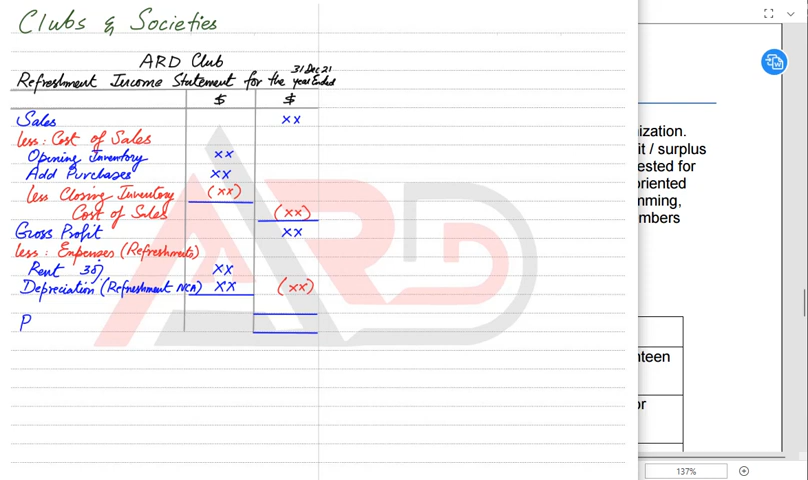 Clubs & Societies
ARD Club
Refreshment Income Statement for the year Ended 31 Dec 21
$ $
Sales xx
less: Cost of Sales
Opening Inventory xx
Add Purchases xx
less Closing Inventory (xx)
Cost of Sales (xx)
Gross Profit xx
less: Expenses (Refreshments)
Rent xx
Depreciation (Refreshment NCA) xx (xx)
P
ARD
ization.
it / surplus
ested for
oriented
mming,
mbers
nteen
or
137%